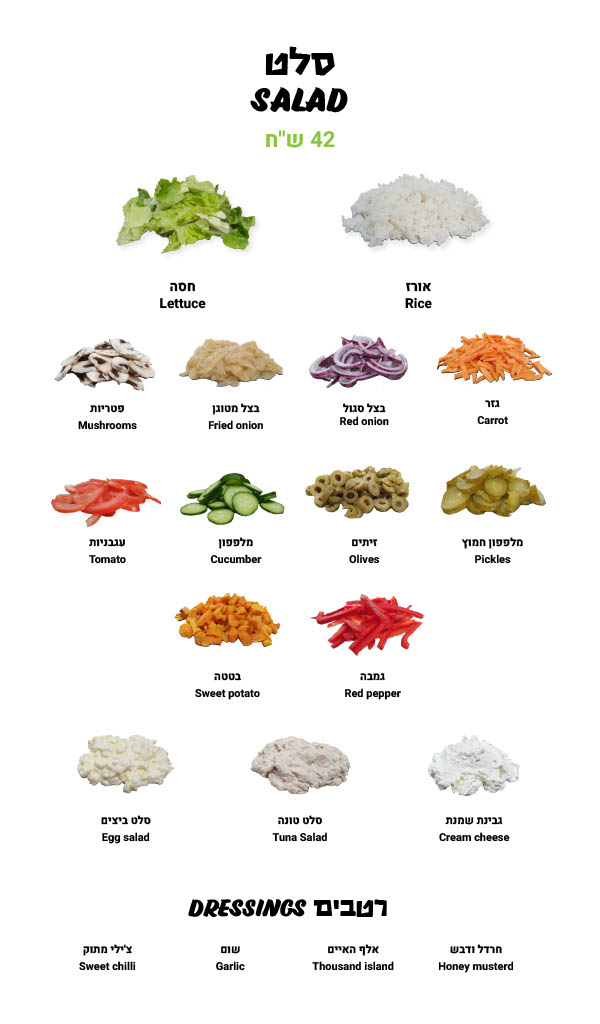 סלט
SALAD
42 ש"ח
חסה
Lettuce
אורז
Rice
פטריות
Mushrooms
בצל מטוגן
Fried onion
בצל סגול
Red onion
גזר
Carrot
עגבניות
Tomato
מלפפון
Cucumber
זיתים
Olives
מלפפון חמוץ
Pickles
בטטה
Sweet potato
גמבה
Red pepper
סלט ביצים
Egg salad
סלט טונה
Tuna Salad
גבינת שמנת
Cream cheese
DRESSINGS רטבים
צ'ילי מתוק
Sweet chilli
שום
Garlic
אלף האיים
Thousand island
חרדל ודבש
Honey musterd